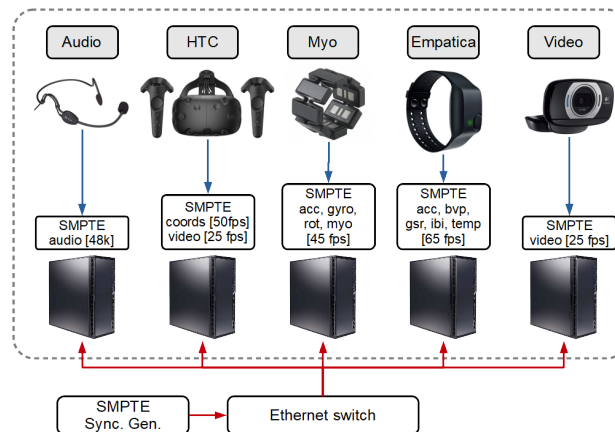 Audio
HTC
Myo
Empatica
Video
SMPTE
audio [48k]
SMPTE
coords [50fps]
video [25 fps]
SMPTE
acc, gyro,
rot, myo
[45 fps]
SMPTE
acc, bvp,
gsr, ibi, temp
[65 fps]
SMPTE
video [25 fps]
SMPTE
Sync. Gen.
Ethernet switch